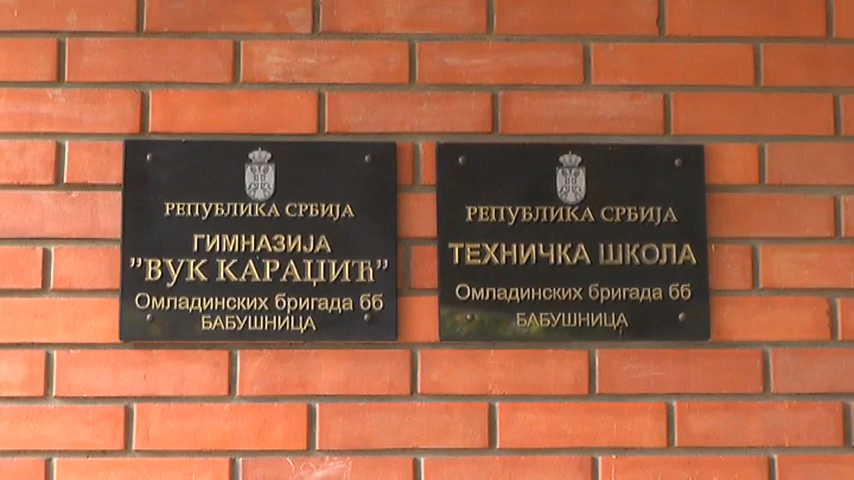 РЕПУБЛИКА СРБИЈА
ГИМНАЗИЈА
”ВУК КАРАЏИЋ”
Омладинских бригада бб
БАБУШНИЦА
РЕПУБЛИКА СРБИЈА
ТЕХНИЧКА ШКОЛА
Омладинских бригада бб
БАБУШНИЦА